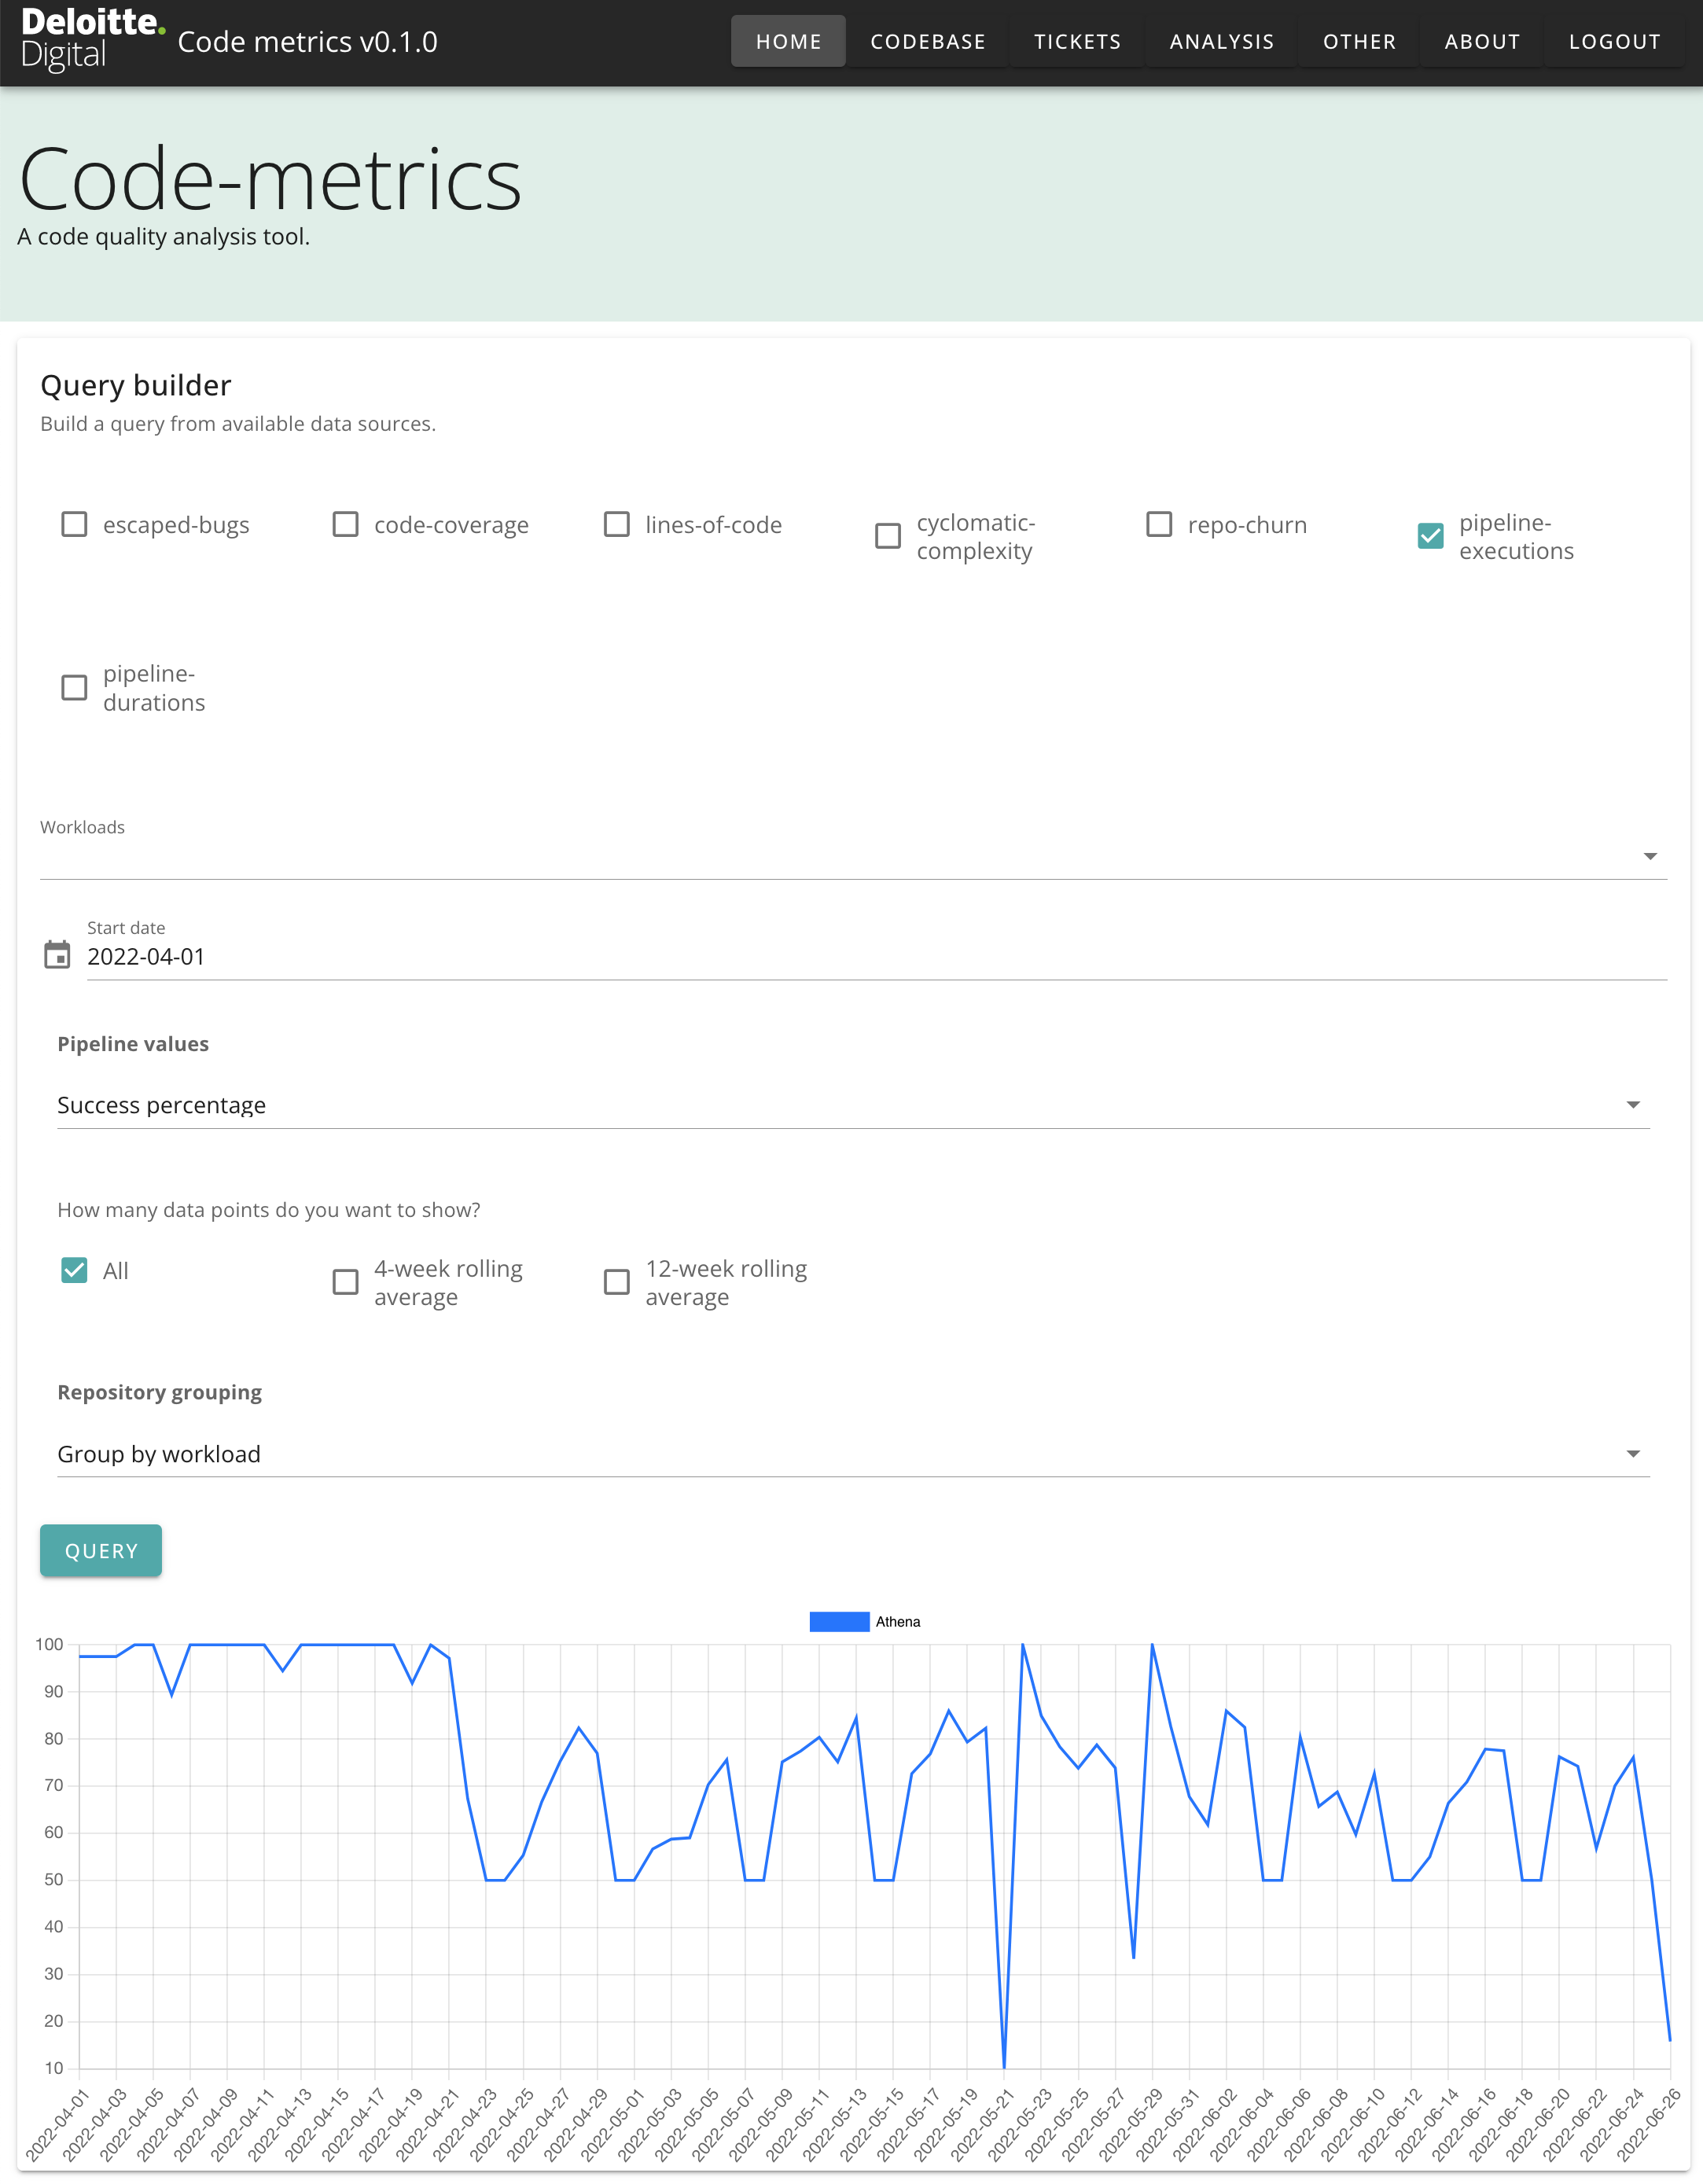 Deloitte.
Digital
Code metrics v0.1.0
HOME CODEBASE TICKETS ANALYSIS OTHER ABOUT LOGOUT
Code-metrics
A code quality analysis tool.
Query builder
Build a query from available data sources.
escaped-bugs
code-coverage
lines-of-code
cyclomatic-
complexity
repo-churn
pipeline-
executions
pipeline-
durations
Workloads
Start date
2022-04-01
Pipeline values
Success percentage
How many data points do you want to show?
All
4-week rolling
average
12-week rolling
average
Repository grouping
Group by workload
QUERY
Athena
100
90
80
70
60
50
40
30
20
10
2022-04-01
2022-04-03
2022-04-05
2022-04-07
2022-04-09
2022-04-11
2022-04-13
2022-04-15
2022-04-17
2022-04-19
2022-04-21
2022-04-23
2022-04-25
2022-04-27
2022-04-29
2022-05-01
2022-05-03
2022-05-05
2022-05-07
2022-05-09
2022-05-11
2022-05-13
2022-05-15
2022-05-17
2022-05-19
2022-05-21
2022-05-23
2022-05-25
2022-05-27
2022-05-29
2022-05-31
2022-06-02
2022-06-04
2022-06-06
2022-06-08
2022-06-10
2022-06-12
2022-06-14
2022-06-16
2022-06-18
2022-06-20
2022-06-22
2022-06-24
2022-06-26